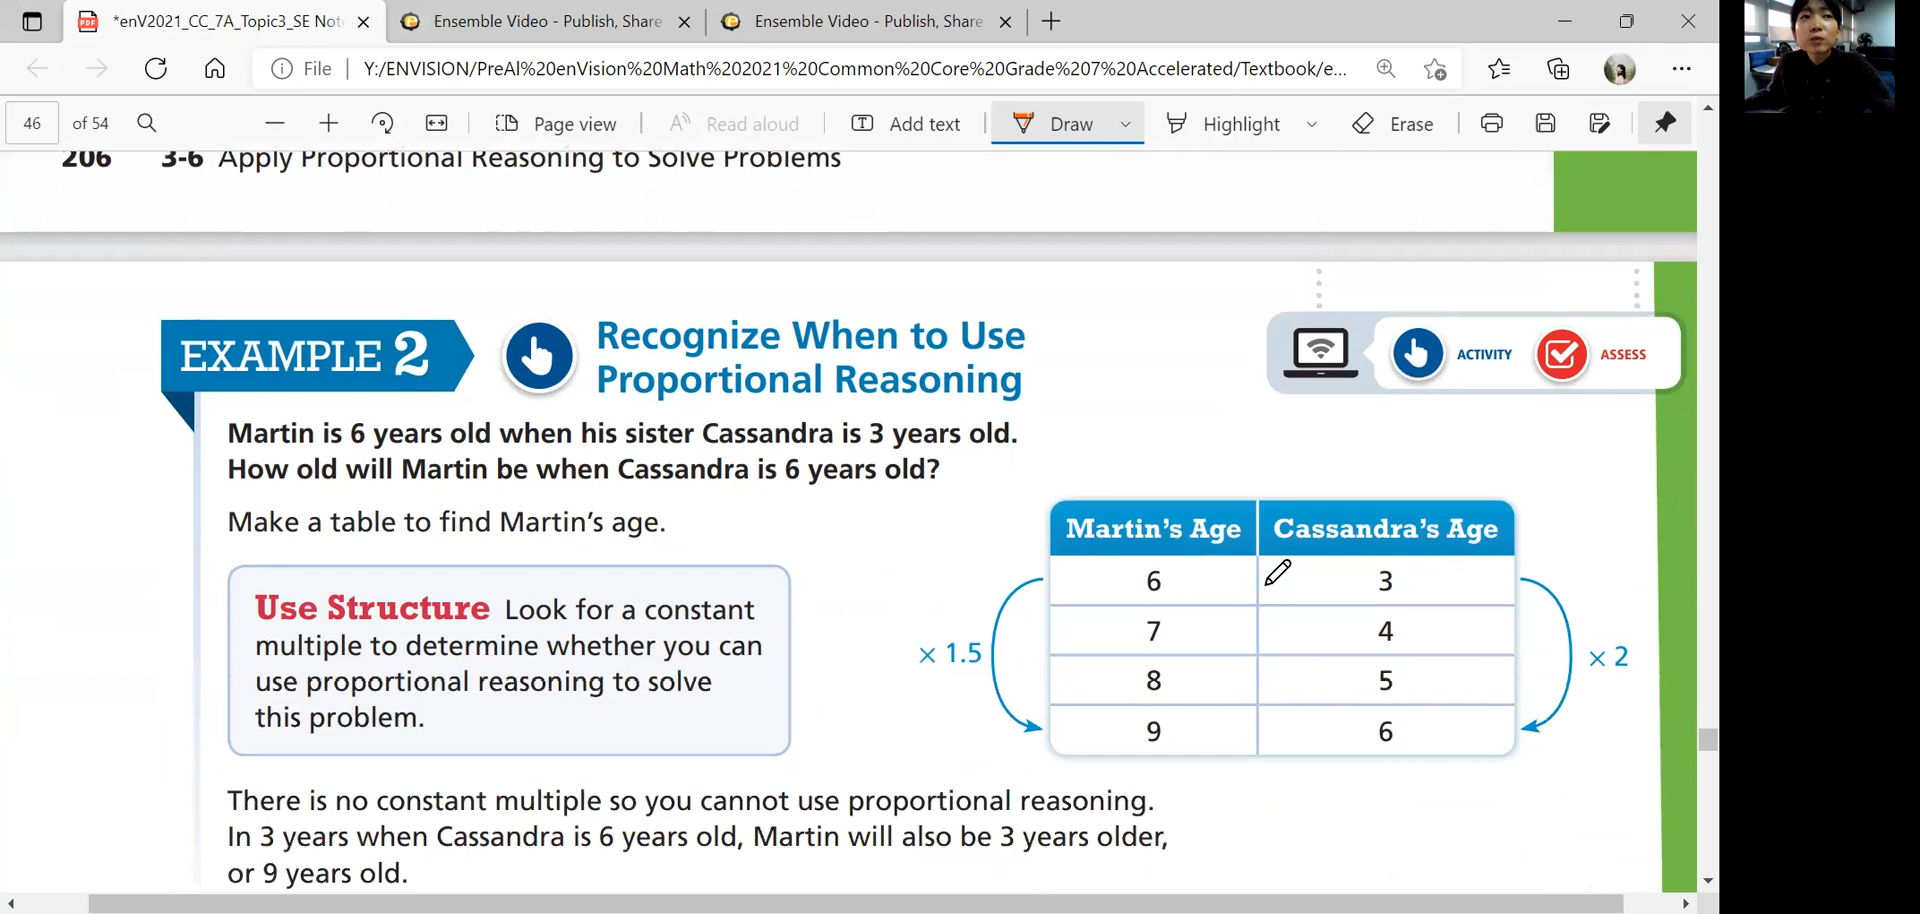 *enV2021_CC_7A_Topic3_SE Not
Ensemble Video - Publish, Share
Ensemble Video - Publish, Share
File
Y:/ENVISION/PreAl%20enVision%20Math%202021%20Common%20Core%20Grade%207%20Accelerated/Textbook/e...
46 of 54
Page view
Read aloud
Add text
Draw
Highlight
Erase
206 3-6 Apply Proportional Reasoning to Solve Problems
EXAMPLE 2
Recognize When to Use
Proportional Reasoning
ACTIVITY
ASSESS
Martin is 6 years old when his sister Cassandra is 3 years old.
How old will Martin be when Cassandra is 6 years old?
Make a table to find Martin's age.
Use Structure Look for a constant
multiple to determine whether you can
use proportional reasoning to solve
this problem.
Martin's Age Cassandra's Age
6 3
7 4
8 5
9 6
× 1.5
× 2
There is no constant multiple so you cannot use proportional reasoning.
In 3 years when Cassandra is 6 years old, Martin will also be 3 years older,
or 9 years old.